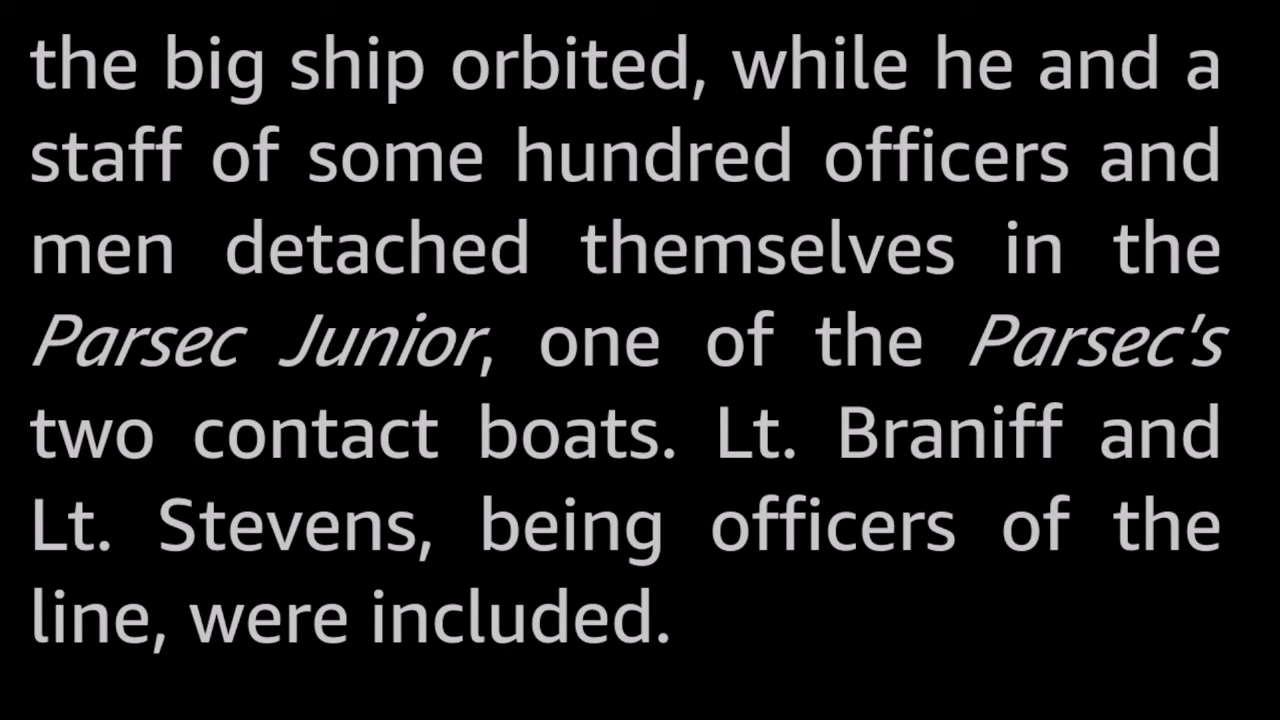 the big ship orbited, while he and a
staff of some hundred officers and
men detached themselves in the
Parsec Junior, one of the Parsec's
two contact boats. Lt. Braniff and
Lt. Stevens, being officers of the
line, were included.